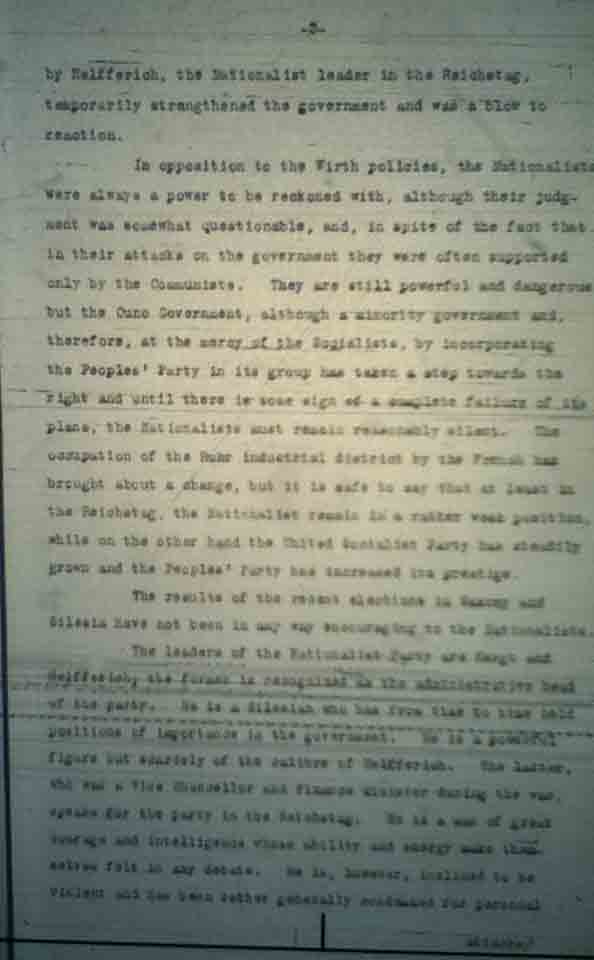 -3-
by Helfferich, the Nationalist leader in the Reichstag,
temporarily strengthened the government and was a blow to
reaction.
In opposition to the Wirth policies, the Nationalists
were always a power to be reckoned with, although their judg-
ment was somewhat questionable, and, in spite of the fact that
in their attacks on the government they were often supported
only by the Communists. They are still powerful and dangerous
but the Cuno Government, although a minority government and,
therefore, at the mercy of the Socialists, by incorporating
the Peoples' Party in its group has taken a step towards the
right and until there is some sign of a complete failure of its
plans, the Nationalists must remain reasonably silent. The
occupation of the Ruhr industrial district by the French has
brought about a change, but it is safe to say that at least in
the Reichstag, the Nationalist remain in a rather weak position,
while on the other hand the United Socialist Party has steadily
grown and the Peoples' Party has increased its prestige.
The results of the recent elections in Saxony and
Silesia have not been in any way encouraging to the Nationalists.
The leaders of the Nationalist Party are Hergt and
Helfferich, the former is recognized as the administrative head
of the party. He is a Silesian who has from time to time held
positions of importance in the government. He is a powerful
figure but scarcely of the calibre of Helfferich. The latter,
who was a Vice Chancellor and finance minister during the war,
speaks for the party in the Reichstag. He is a man of great
courage and intelligence whose ability and energy make them-
selves felt in any debate. He is, however, inclined to be
violent and has been rather generally condemned for personal
attacks/